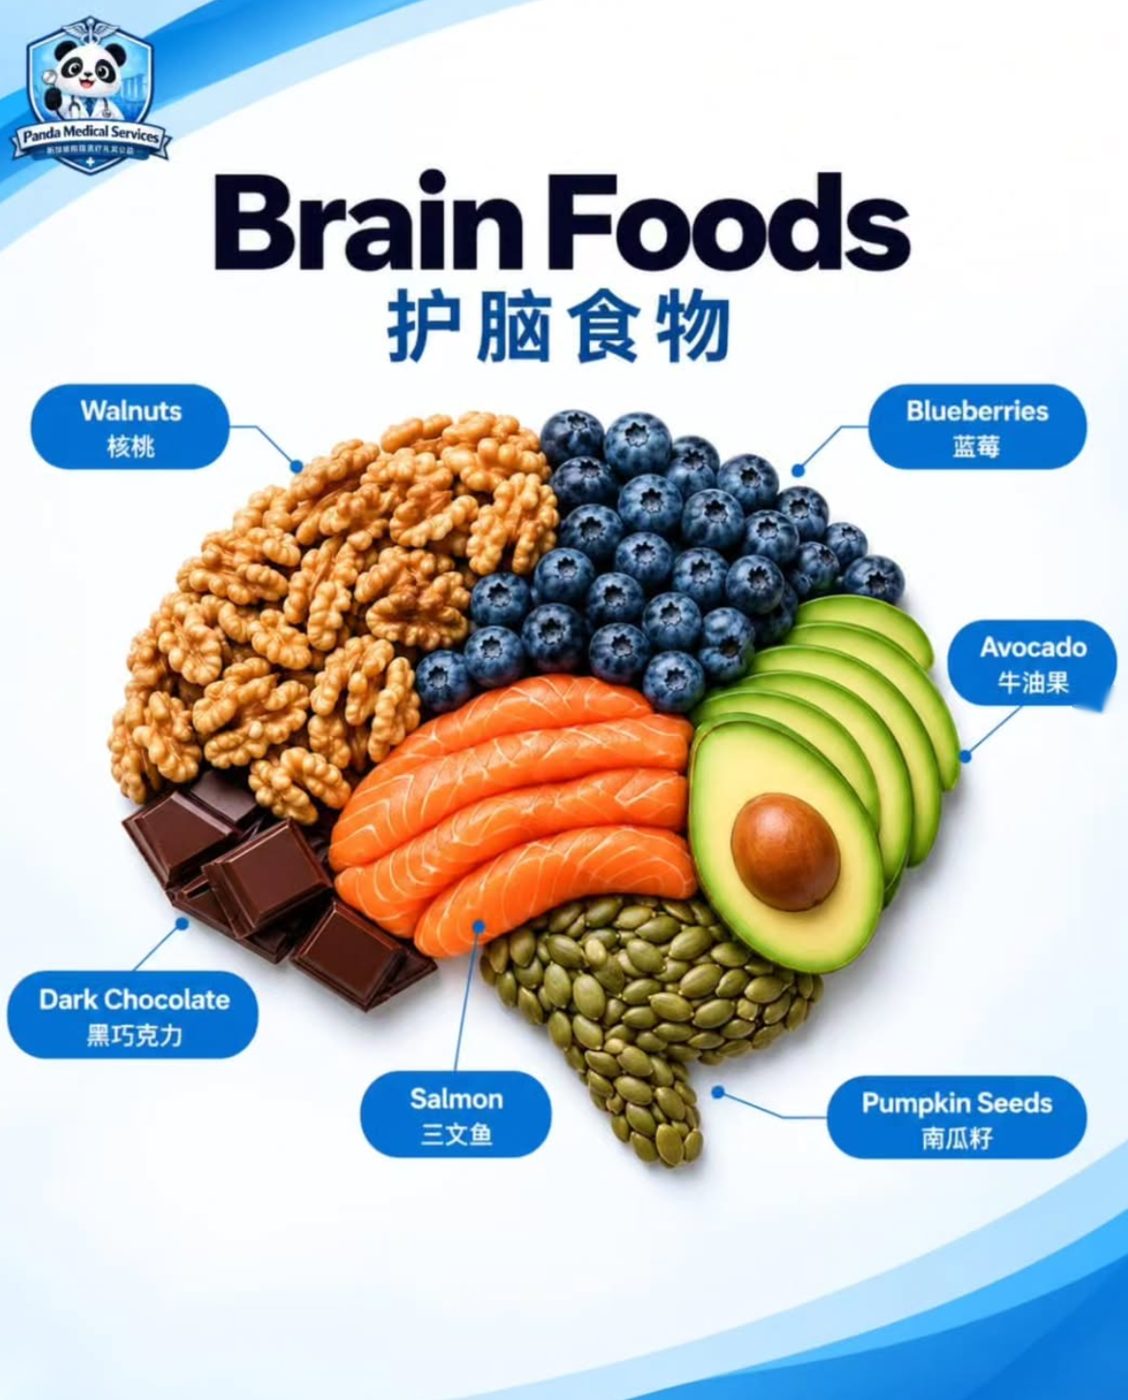 Panda Medical Services
Brain Foods
护脑食物
Walnuts
核桃
Blueberries
蓝莓
Avocado
牛油果
Dark Chocolate
黑巧克力
Salmon
三文鱼
Pumpkin Seeds
南瓜籽